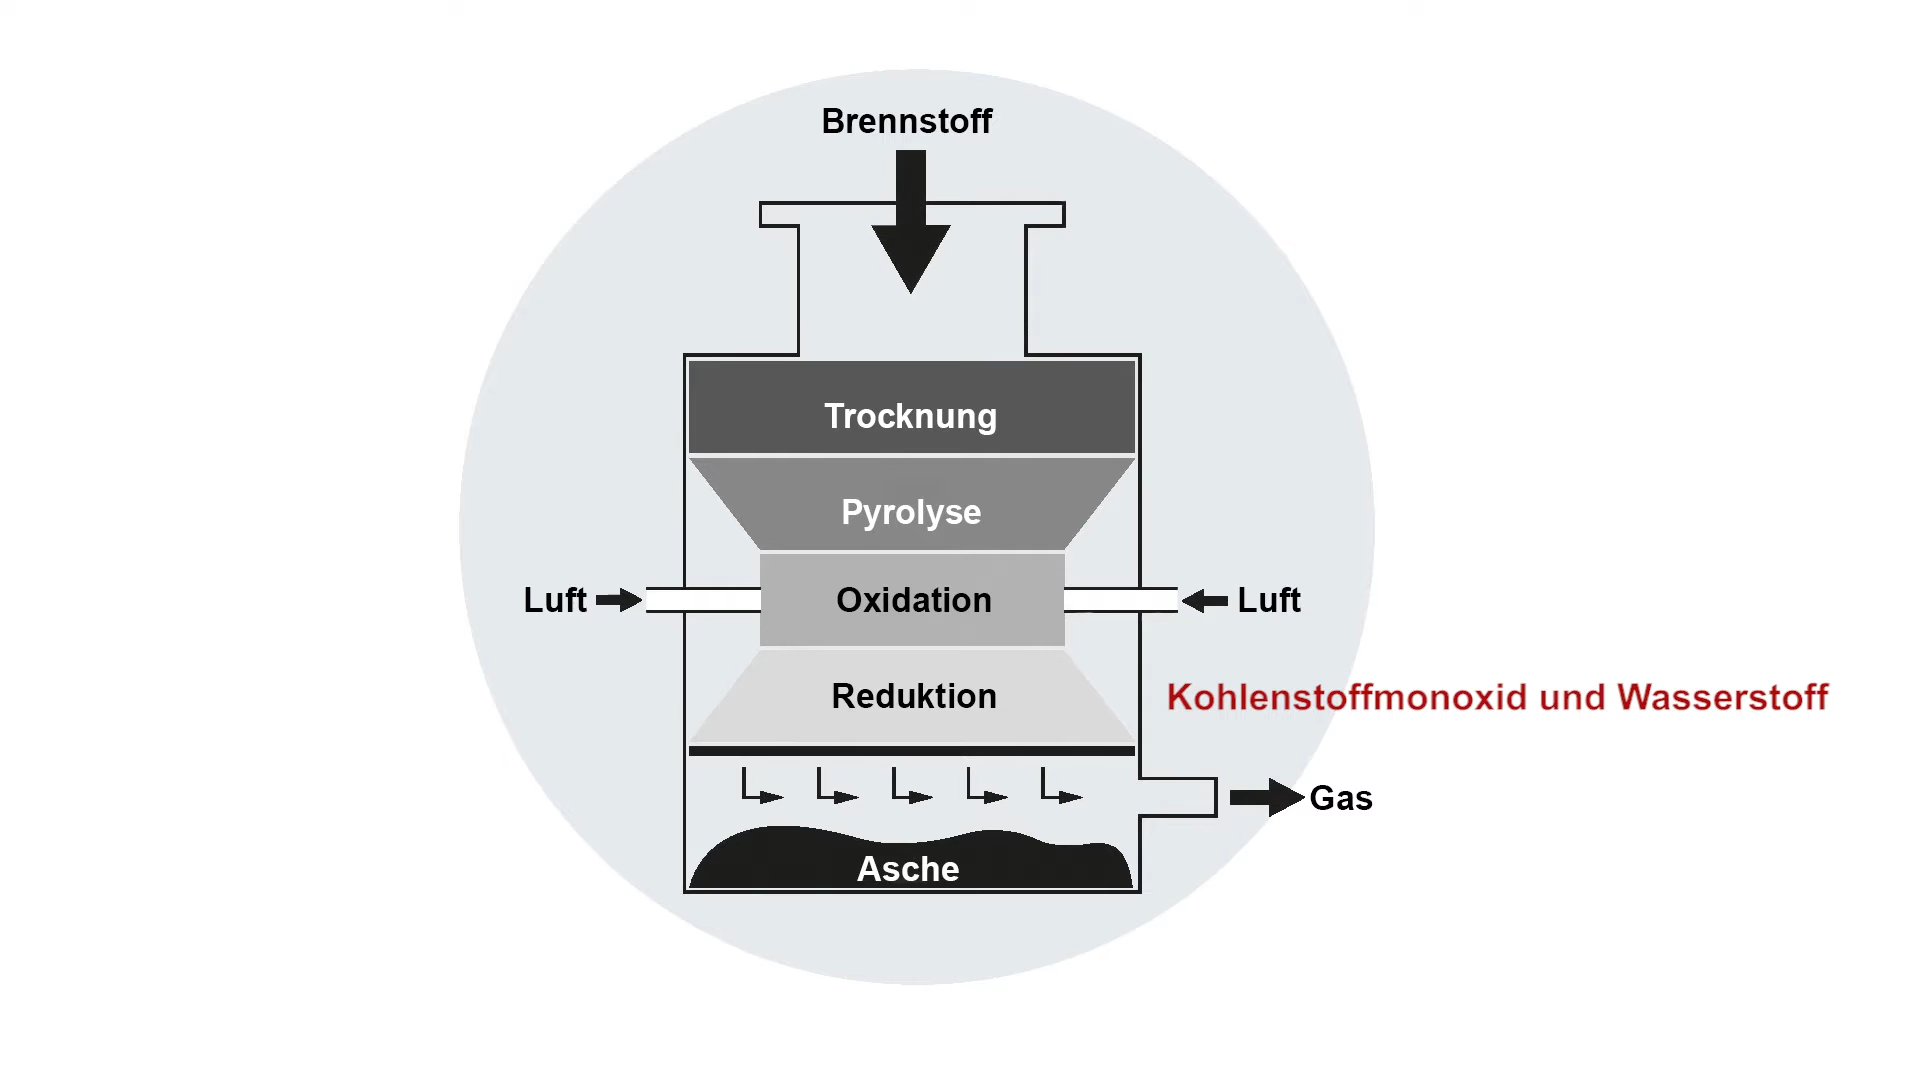 Brennstoff
Trocknung
Pyrolyse
Luft
Oxidation
Luft
Reduktion
Kohlenstoffmonoxid und Wasserstoff
Gas
Asche